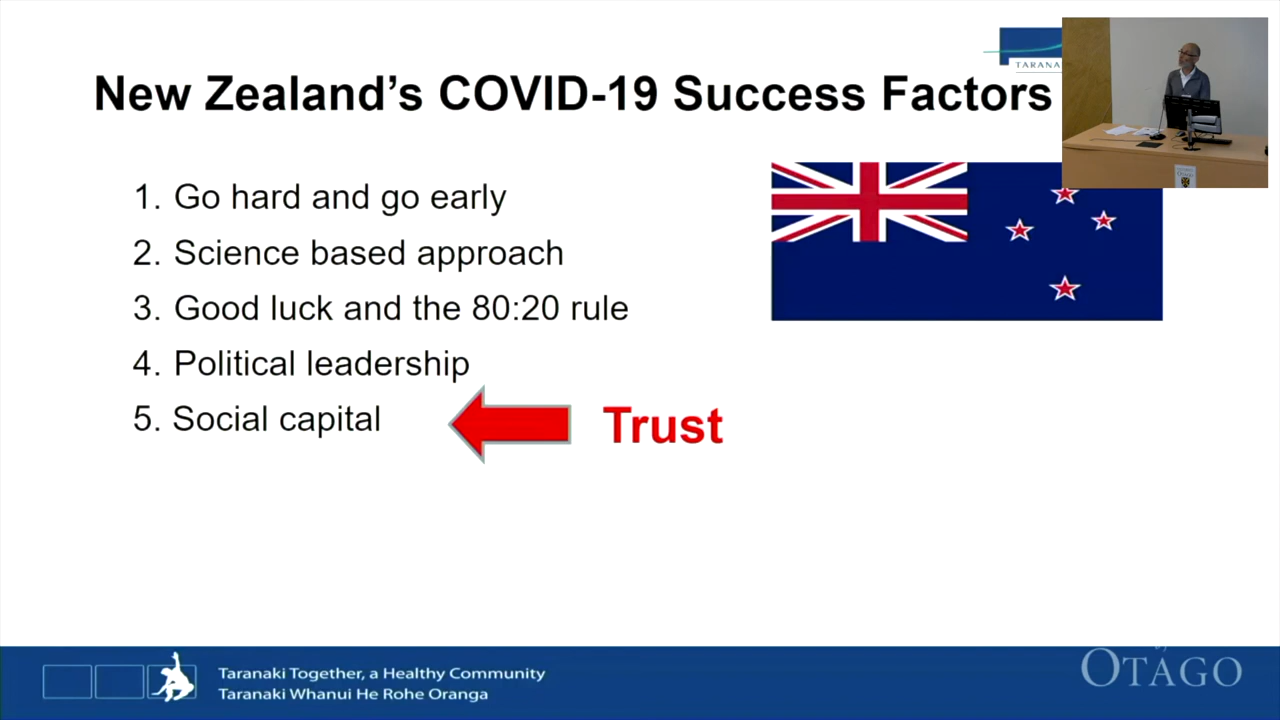 TARANA
New Zealand's COVID-19 Success Factors
1. Go hard and go early
2. Science based approach
3. Good luck and the 80:20 rule
4. Political leadership
5. Social capital
Trust
Taranaki Together, a Healthy Community
Taranaki Whanui He Rohe Oranga
OTAGO